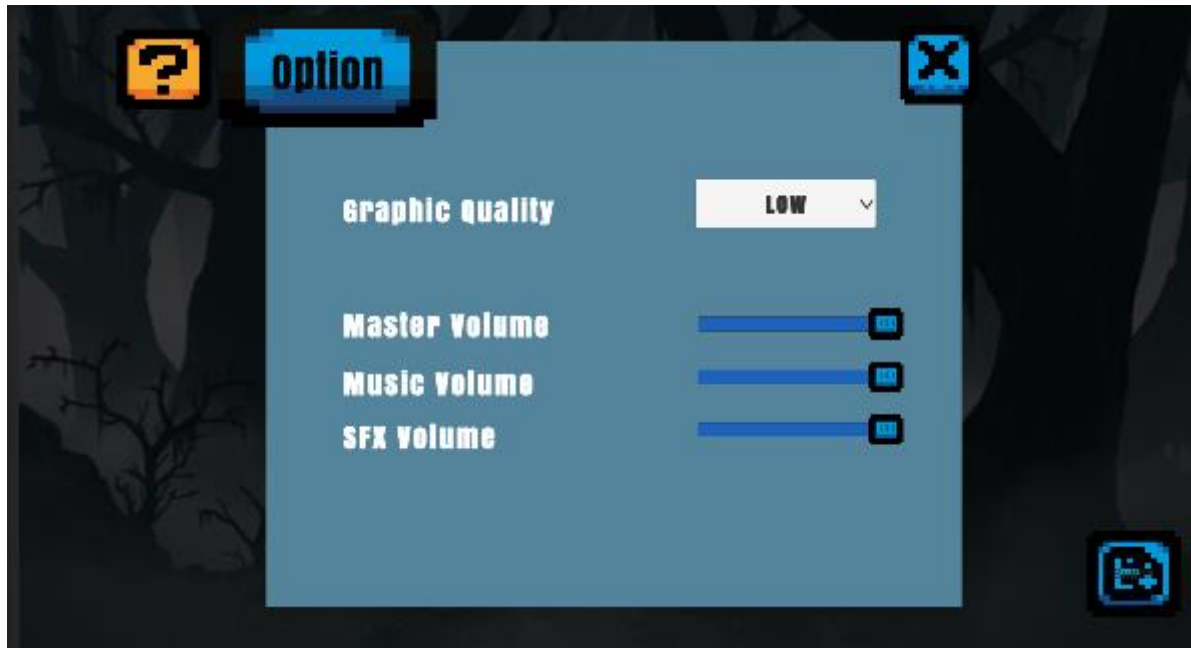 ?
Option
X
Graphic Quality
LOW
Master Volume
Music Volume
SFX Volume